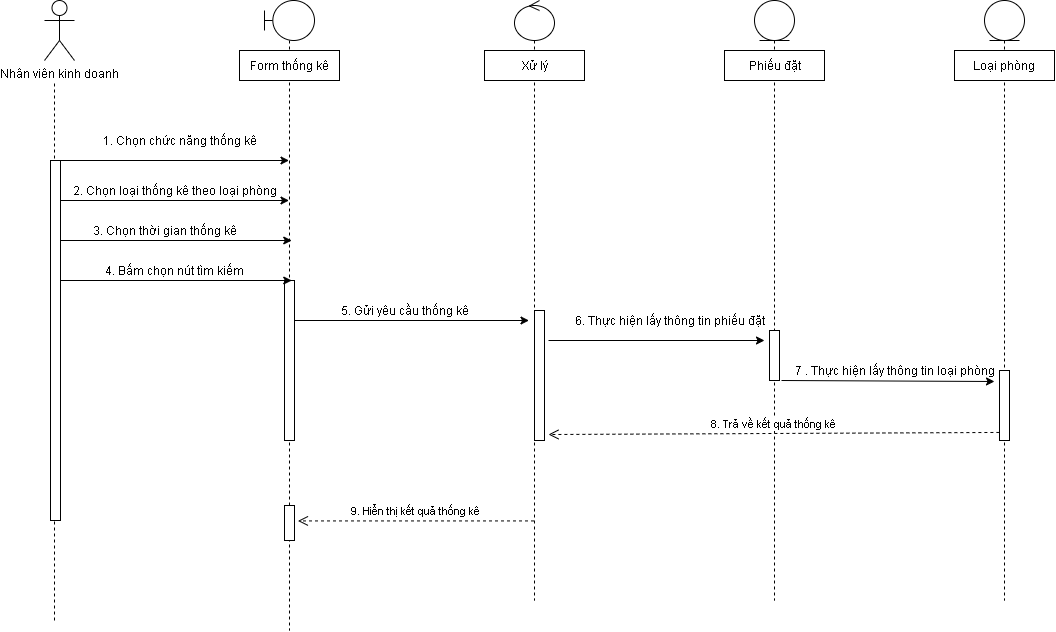 Nhân viên kinh doanh
Form thống kê
Xử lý
Phiếu đặt
Loại phòng
1. Chọn chức năng thống kê
2. Chọn loại thống kê theo loại phòng
3. Chọn thời gian thống kê
4. Bấm chọn nút tìm kiếm
5. Gửi yêu cầu thống kê
6. Thực hiện lấy thông tin phiếu đặt
7 . Thực hiện lấy thông tin loại phòng
8. Trả về kết quả thống kê
9. Hiển thị kết quả thống kê